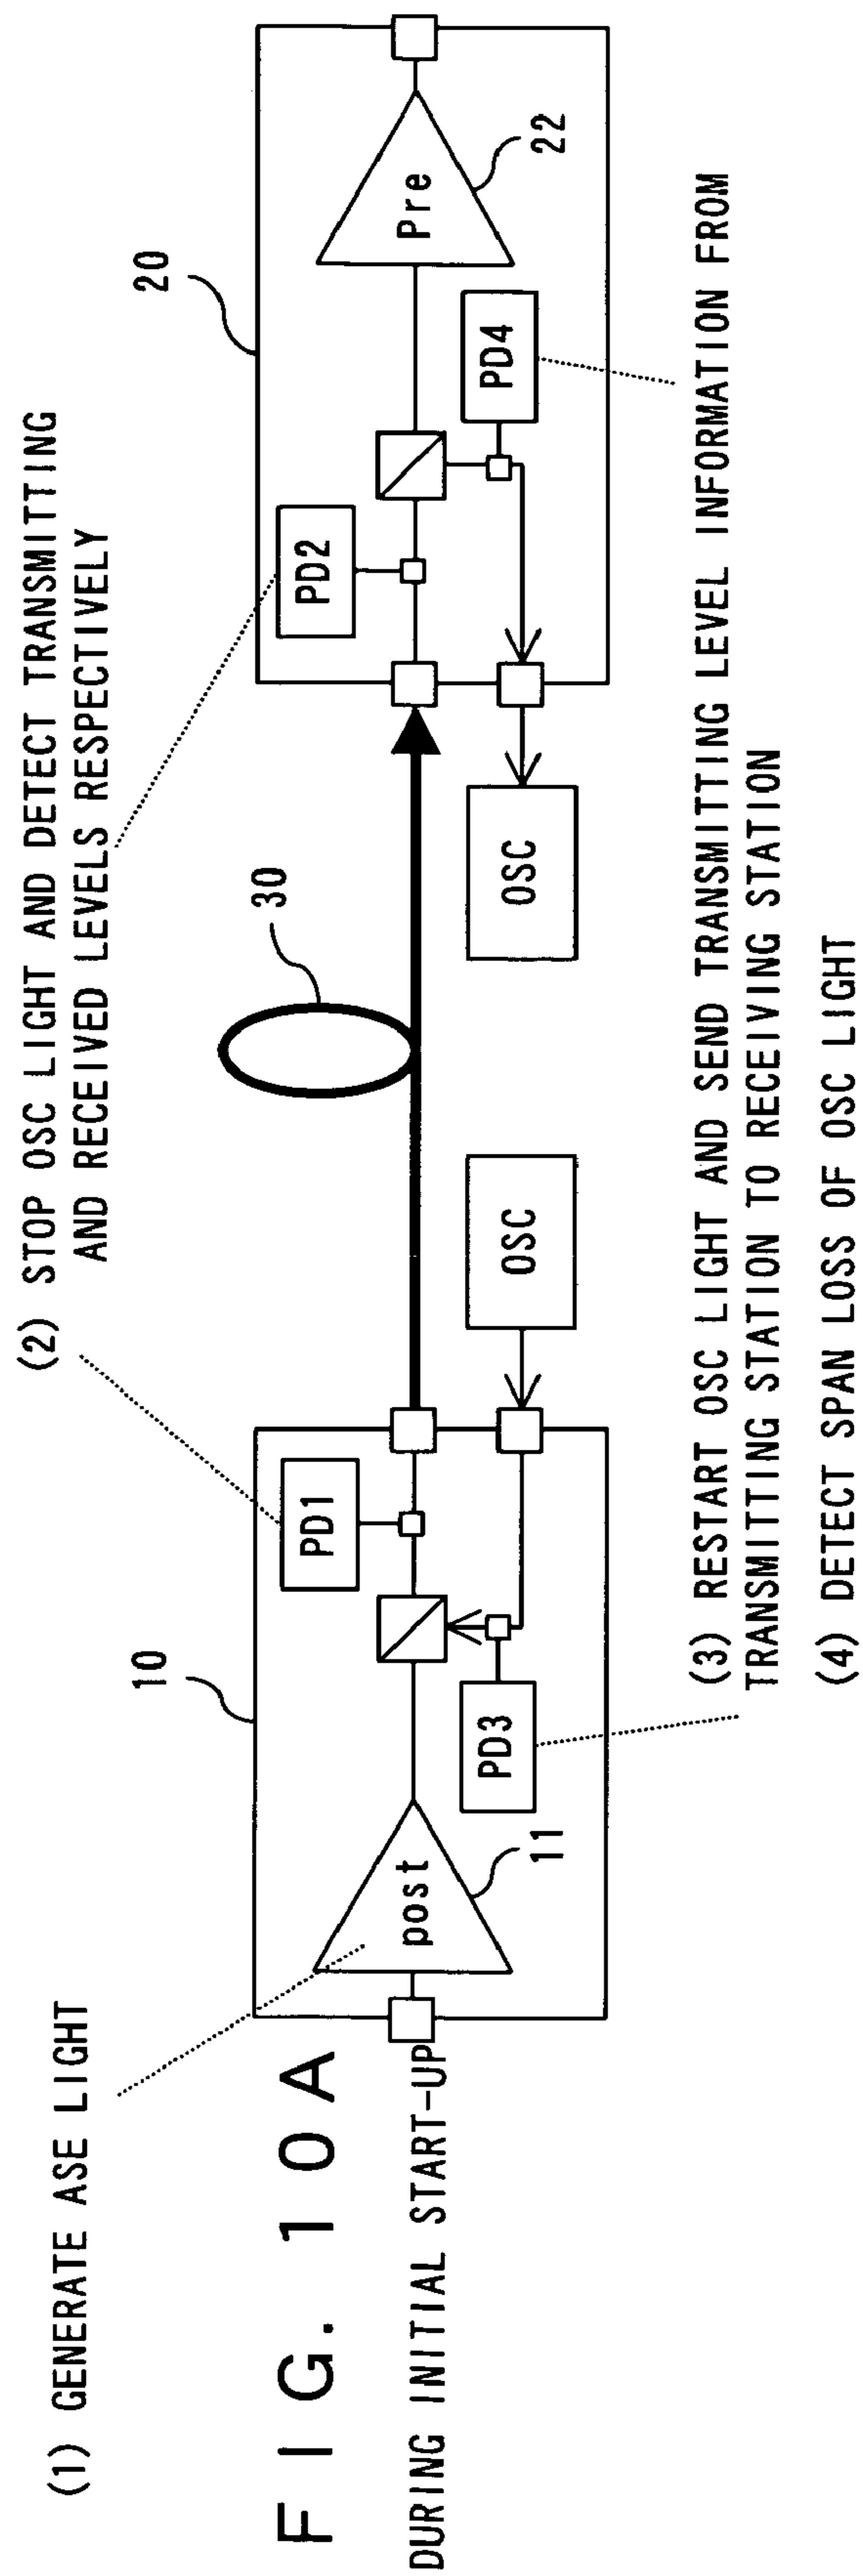 FIG. 10A
DURING INITIAL START-UP
(1) GENERATE ASE LIGHT
(2) STOP OSC LIGHT AND DETECT TRANSMITTING
AND RECEIVED LEVELS RESPECTIVELY
10
post
11
PD1
PD3
OSC
30
OSC
20
PD2
PD4
Pre
22
(3) RESTART OSC LIGHT AND SEND TRANSMITTING LEVEL INFORMATION FROM
TRANSMITTING STATION TO RECEIVING STATION
(4) DETECT SPAN LOSS OF OSC LIGHT